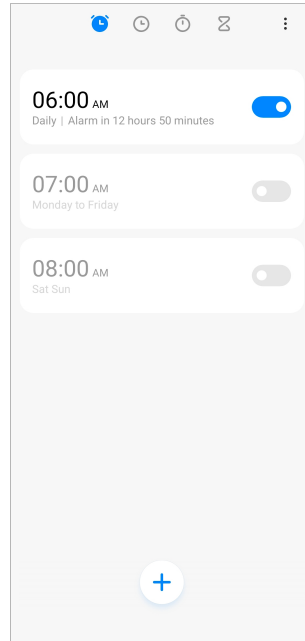 06:00 AM
Daily | Alarm in 12 hours 50 minutes
07:00 AM
Monday to Friday
08:00 AM
Sat Sun